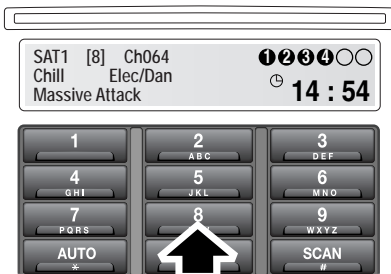 SAT1 [8] Ch064
❶❷❸❹○○
Chill Elec/Dan
14 : 54
Massive Attack
1 2 3
ABC DEF
4 5 6
GHI JKL MNO
7 8 9
PQRS WXYZ
AUTO SCAN
* #